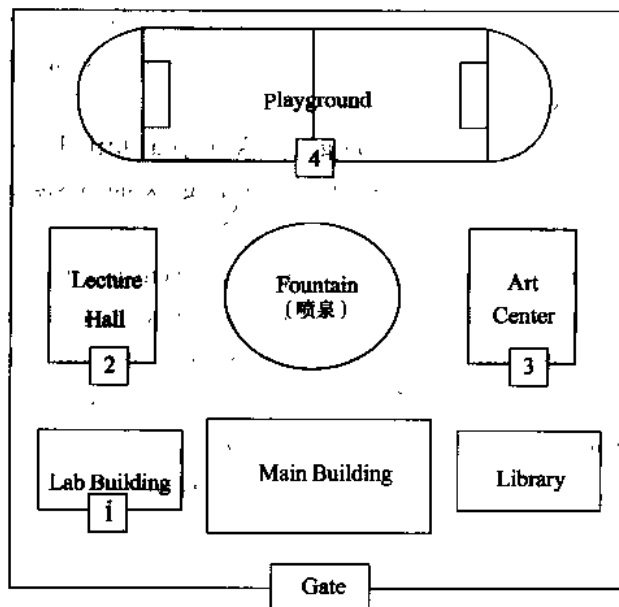 Playground
4
Lecture
Hall
2
Fountain
（喷泉）
Art
Center
3
Lab Building
1
Main Building
Library
Gate